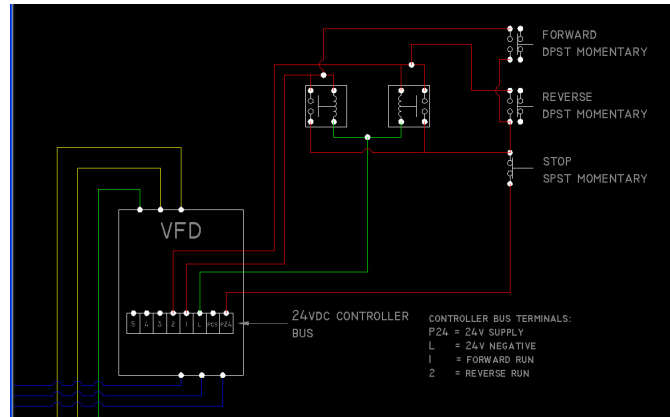 FORWARD
DPST MOMENTARY
REVERSE
DPST MOMENTARY
STOP
SPST MOMENTARY
VFD
5 4 3 2 1 L PCS P24
24VDC CONTROLLER
BUS
CONTROLLER BUS TERMINALS:
P24 = 24V SUPPLY
L = 24V NEGATIVE
1 = FORWARD RUN
2 = REVERSE RUN